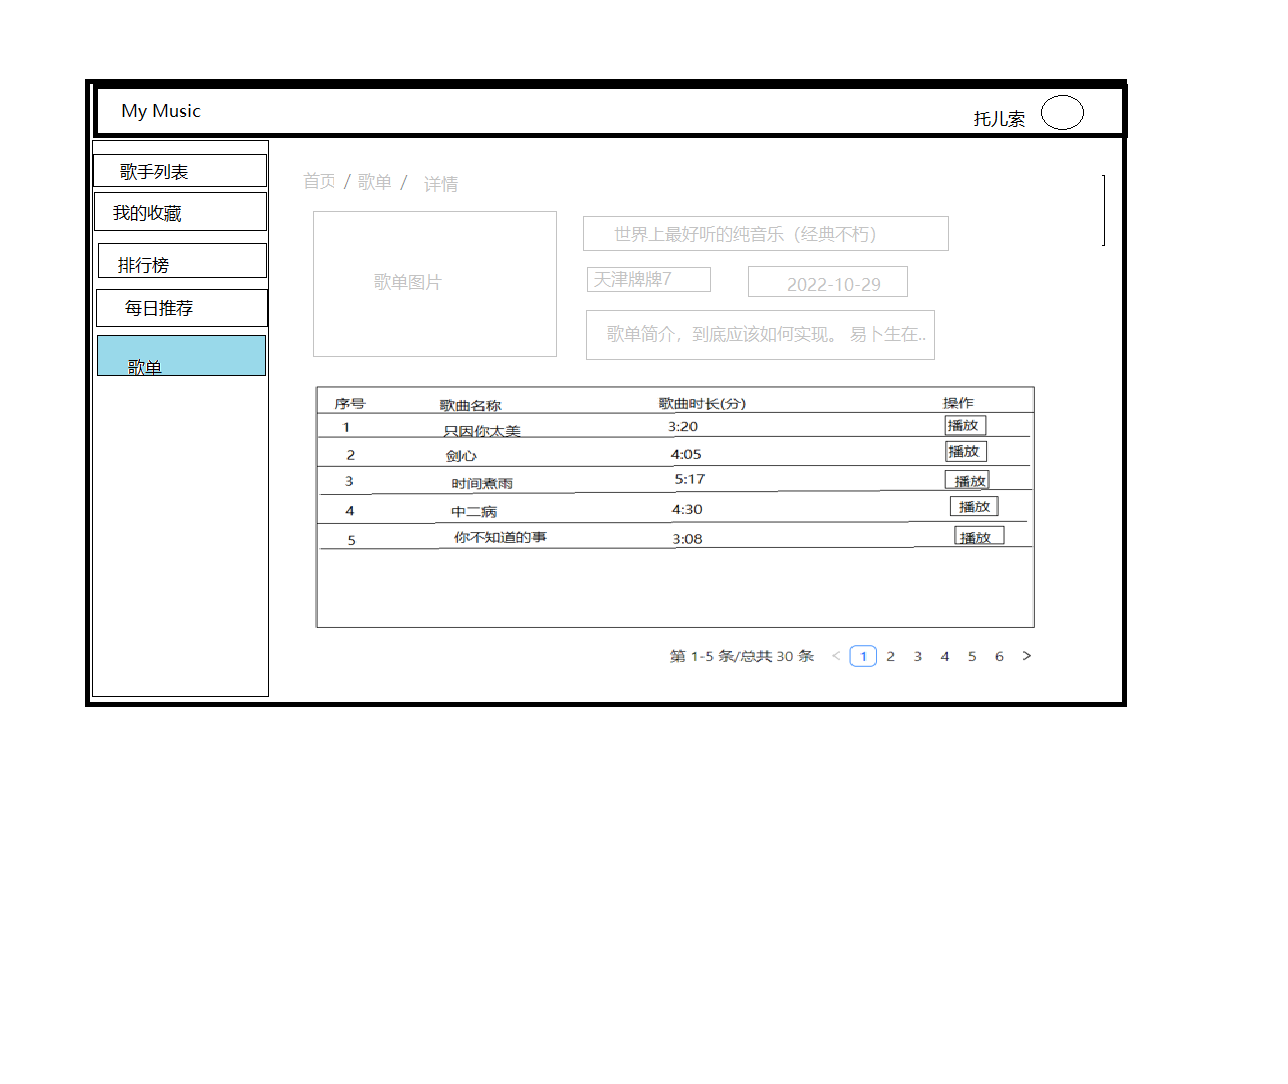 My Music
托儿索
歌手列表
我的收藏
排行榜
每日推荐
歌单
首页 / 歌单 / 详情
歌单图片
世界上最好听的纯音乐（经典不朽）
天津牌牌7
2022-10-29
歌单简介，到底应该如何实现。 易卜生在..
序号 歌曲名称 歌曲时长(分) 操作
1 只因你太美 3:20 播放
2 剑心 4:05 播放
3 时间煮雨 5:17 播放
4 中二病 4:30 播放
5 你不知道的事 3:08 播放
第 1-5 条/总共 30 条 < 1 2 3 4 5 6 >